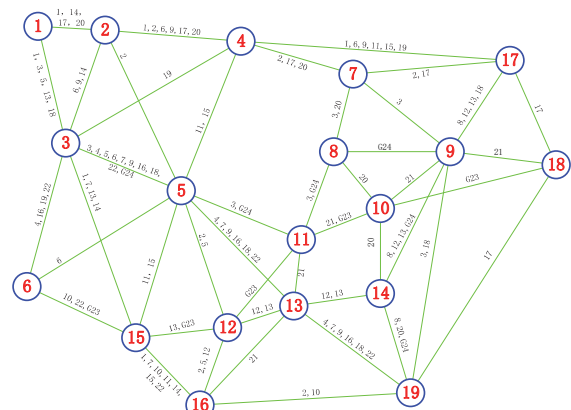 1, 14,
17, 20
1, 2, 6, 9, 17, 20
1
2
4
1, 6, 9, 11, 15, 19
2, 17, 20
17
7
2, 17
1, 3, 5, 13, 18
6, 9, 14
2
19
3, 20
3
8, 12, 13, 18
17
11, 15
3
3, 4, 5, 6, 7, 9, 16, 18,
22, G24
8
G24
9
21
18
5
3, G24
20
21
G23
10
4, 16, 19, 22
1, 7, 13, 14
3, G24
21, G23
11
6
4, 7, 9, 16, 18, 22
2, 5
20
8, 12, 13, G24
3, 18
17
6
11, 15
G23
21
13
12, 13
14
10, 22, G23
13, G23
12
12, 13
15
8, 20, G24
4, 7, 9, 16, 18, 22
1, 7, 10, 11, 14,
15, 22
2, 5, 12
21
16
2, 10
19